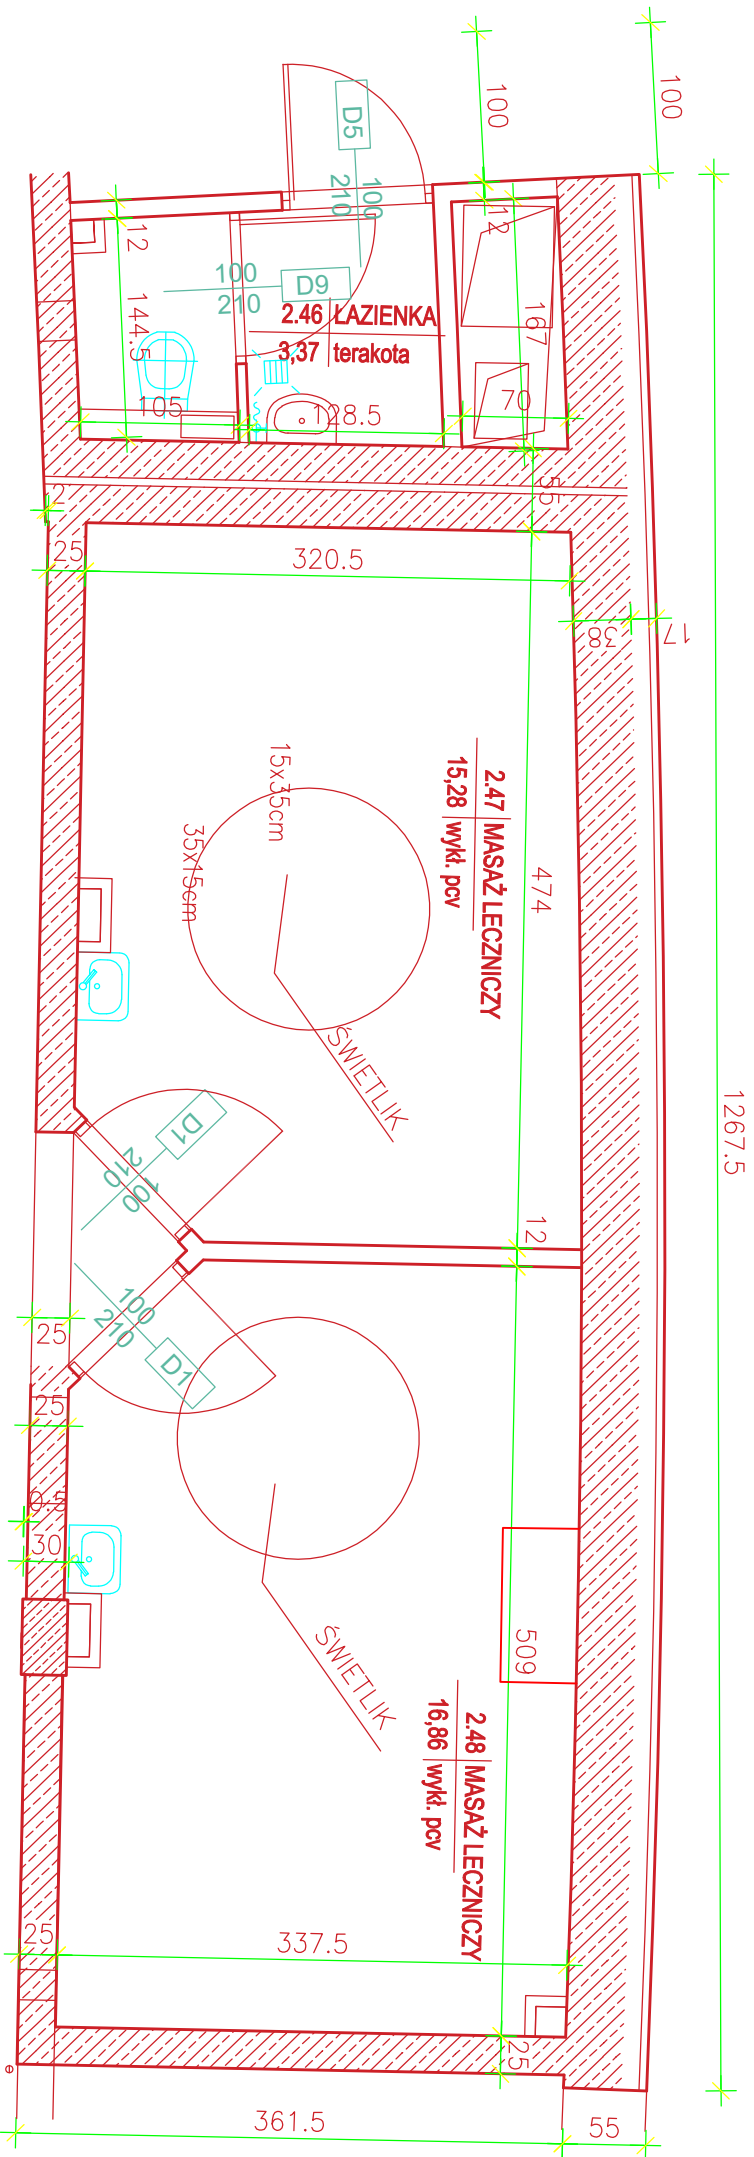 100
100
D5
100
210
12
12
100
210
D9
2.46 ŁAZIENKA
3,37 terakota
144.5
167
105
128.5
70
2
55
25
320.5
38
17
15x35cm
35x15cm
2.47 MASAŻ LECZNICZY
15,28 wykł. pcv
474
ŚWIETLIK
1267.5
D1
100
210
12
100
210
D1
25
25
0.5
30
509
ŚWIETLIK
2.48 MASAŻ LECZNICZY
16,86 wykł. pcv
25
337.5
25
e
361.5
55